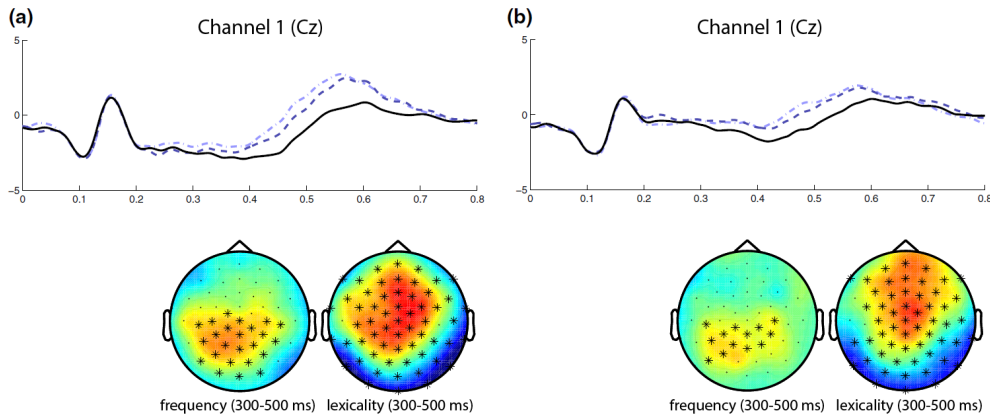 (a)
Channel 1 (Cz)
5
0
-5
0 0.1 0.2 0.3 0.4 0.5 0.6 0.7 0.8
frequency (300-500 ms) lexicality (300-500 ms)
(b)
Channel 1 (Cz)
5
0
-5
0 0.1 0.2 0.3 0.4 0.5 0.6 0.7 0.8
frequency (300-500 ms) lexicality (300-500 ms)